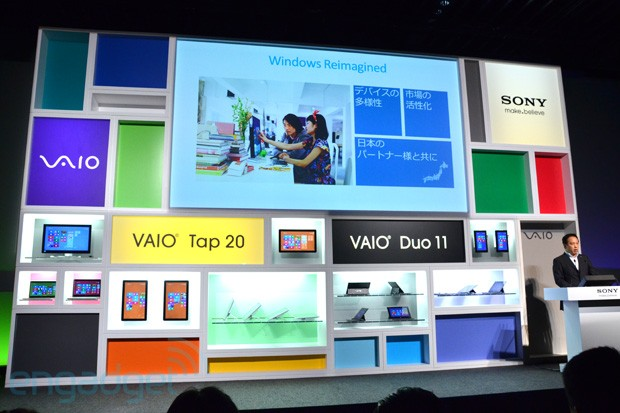 Windows Reimagined
デバイスの
多様性
市場の
活性化
日本の
パートナー様と共に
SONY
make.believe
VAIO
VAIO Tap 20
VAIO Duo 11
VAIO
SONY
engadget